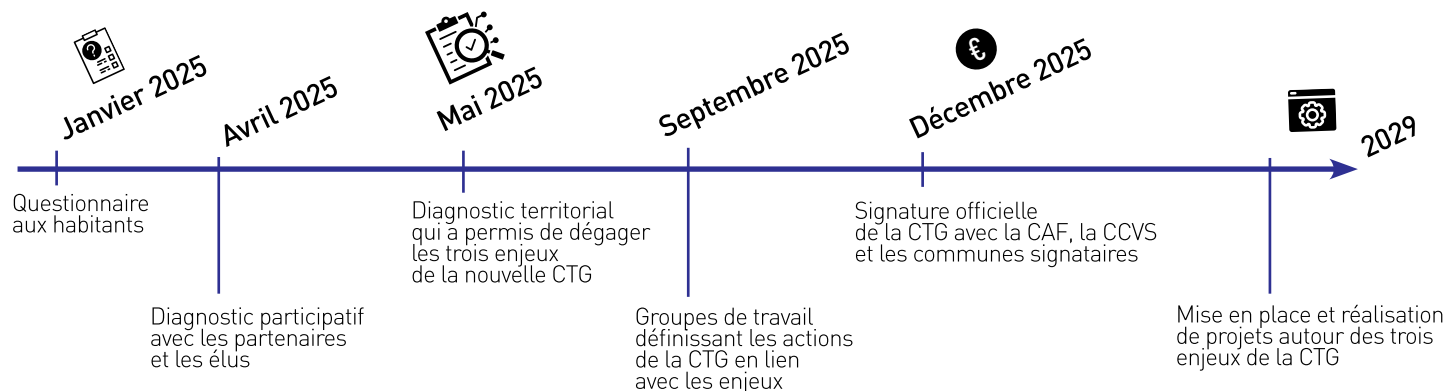 Janvier 2025
Questionnaire
aux habitants
Avril 2025
Diagnostic participatif
avec les partenaires
et les élus
Mai 2025
Diagnostic territorial
qui a permis de dégager
les trois enjeux
de la nouvelle CTG
Septembre 2025
Groupes de travail
définissant les actions
de la CTG en lien
avec les enjeux
Décembre 2025
Signature officielle
de la CTG avec la CAF, la CCVS
et les communes signataires
2029
Mise en place et réalisation
de projets autour des trois
enjeux de la CTG